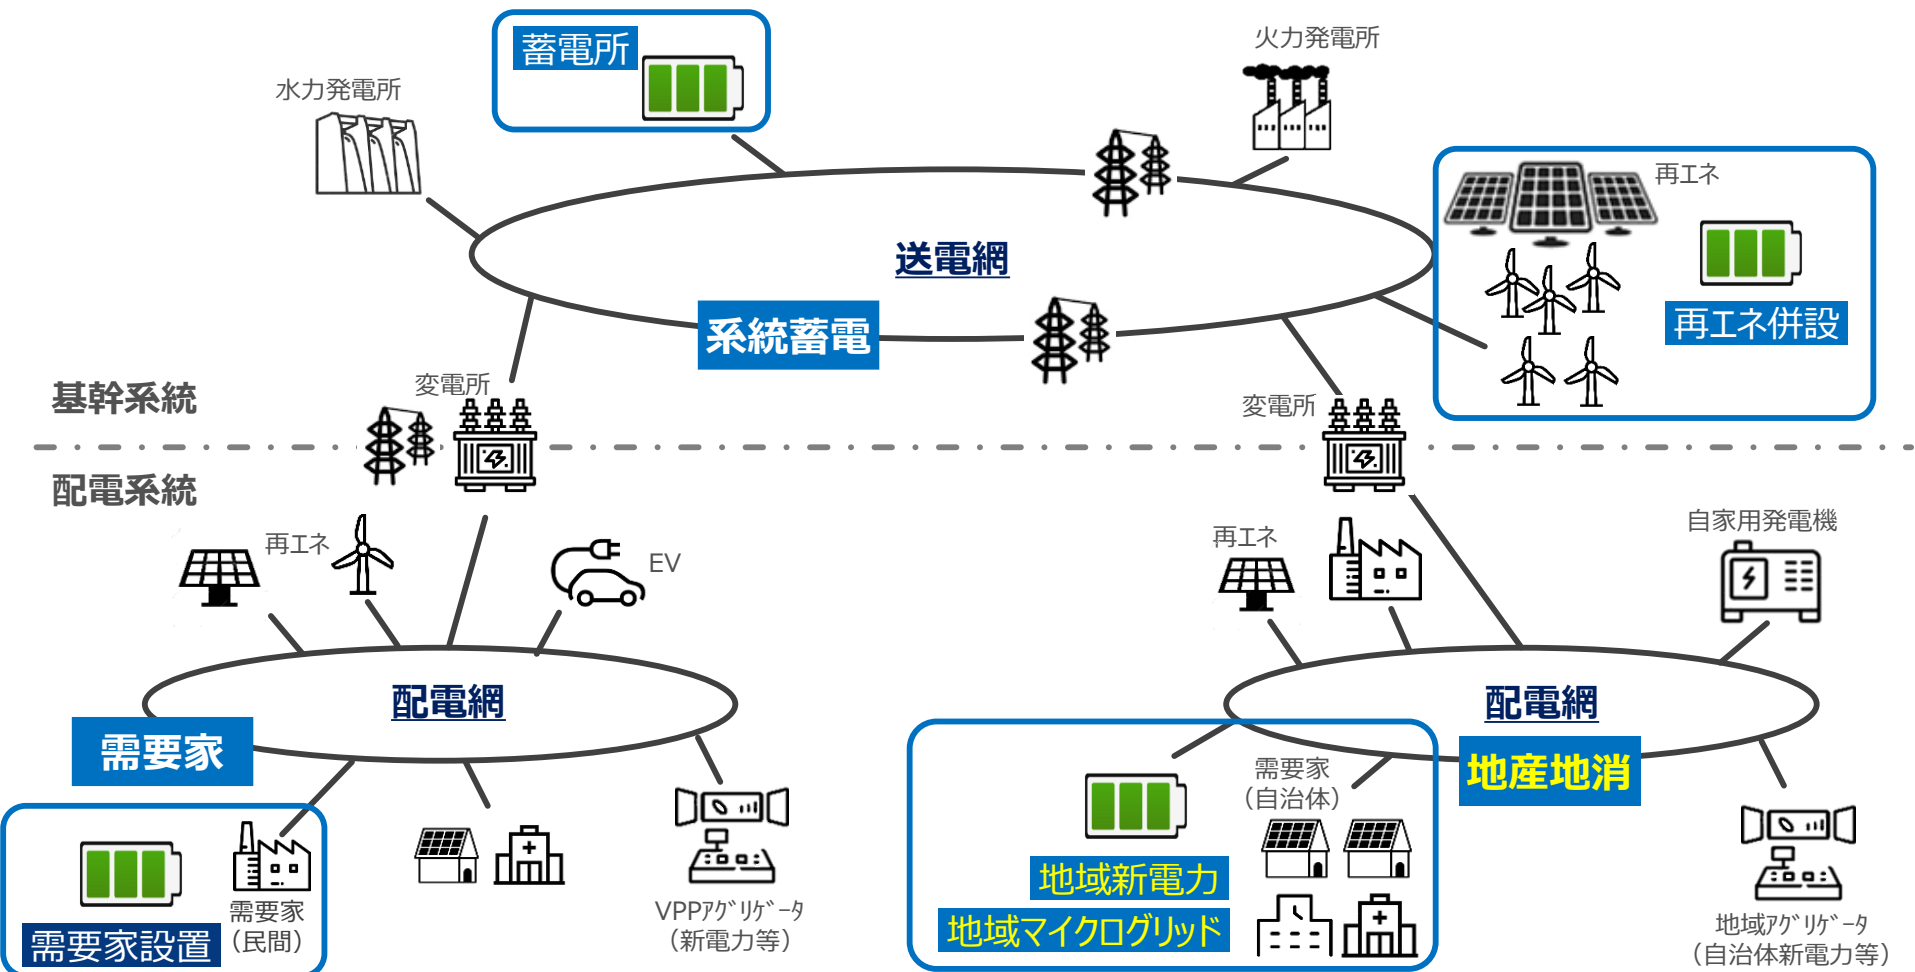 蓄電所
火力発電所
水力発電所
再エネ
送電網
系統蓄電
再エネ併設
変電所
変電所
基幹系統
配電系統
再エネ
EV
再エネ
自家用発電機
配電網
配電網
需要家
地産地消
需要家
（自治体）
地域新電力
地域マイクログリッド
需要家
（民間）
需要家設置
VPPｱｸﾞﾘｹﾞｰﾀ
（新電力等）
地域ｱｸﾞﾘｹﾞｰﾀ
（自治体新電力等）